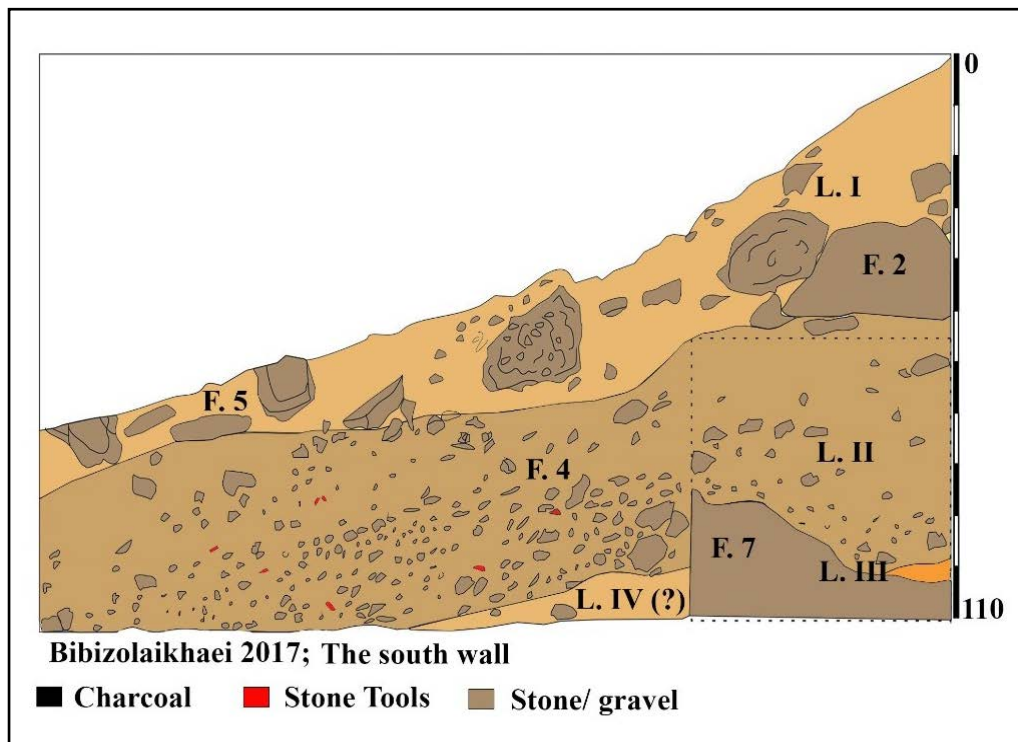 0
L. I
F. 2
F. 5
F. 4
L. II
F. 7
L. III
L. IV (?)
110
Bibizolaikhaei 2017; The south wall
Charcoal
Stone Tools
Stone/ gravel